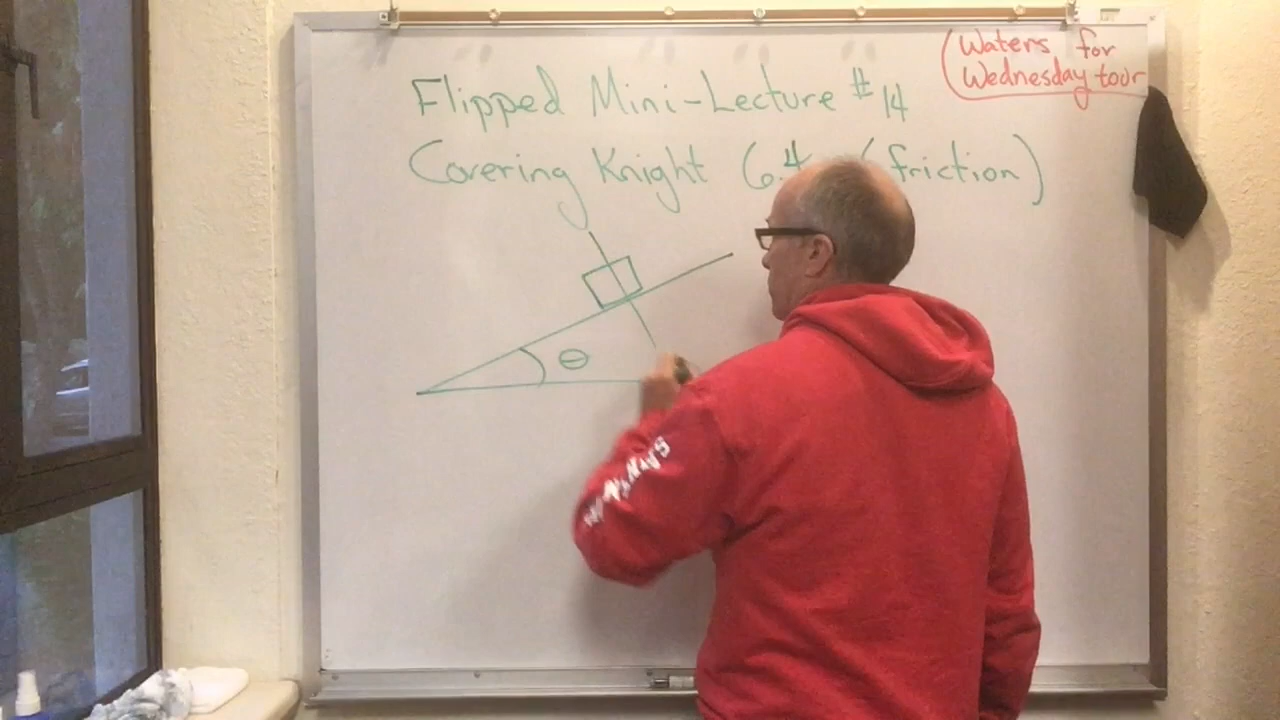 (Waters for
Wednesday tour
Flipped Mini-Lecture #14
Covering Knight 6.4 (friction)
θ